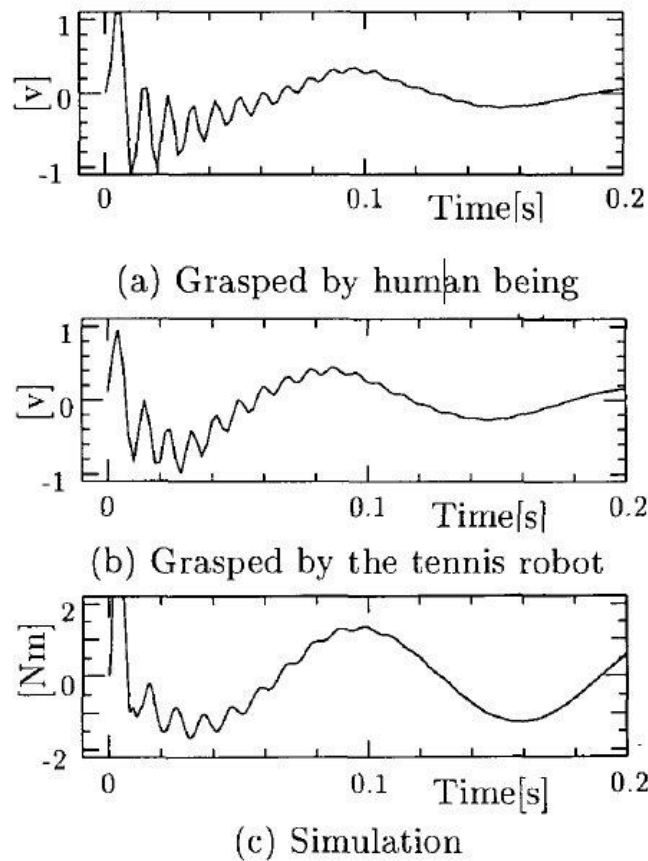 1
0
-1
[v]
0
0.1
0.2
Time[s]
(a) Grasped by human being
1
0
-1
[v]
0
0.1
0.2
Time[s]
(b) Grasped by the tennis robot
2
0
-2
[Nm]
0
0.1
0.2
Time[s]
(c) Simulation